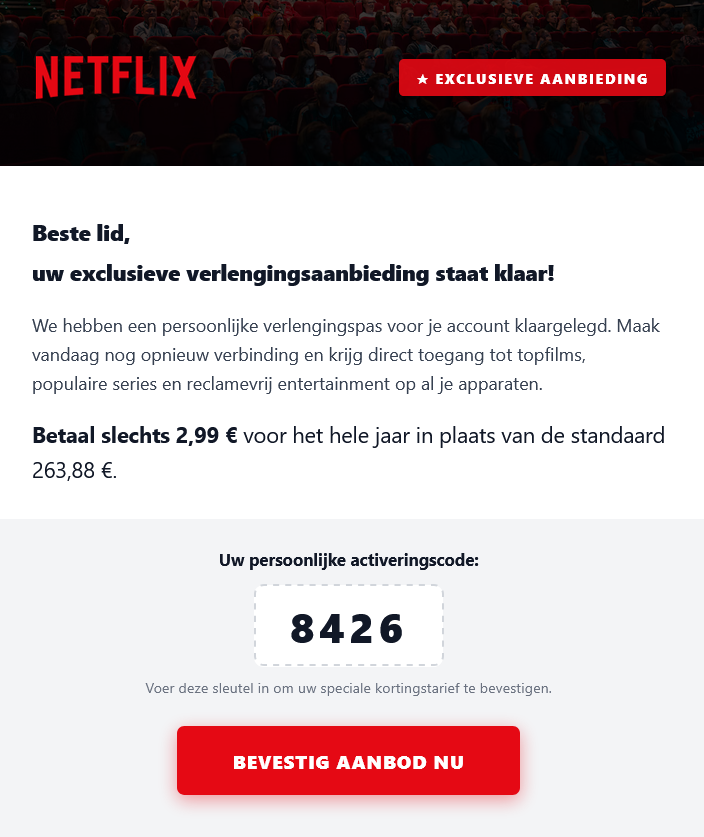 NETFLIX
★ EXCLUSIEVE AANBIEDING
Beste lid,
uw exclusieve verlengingsaanbieding staat klaar!
We hebben een persoonlijke verlengingspas voor je account klaargelegd. Maak
vandaag nog opnieuw verbinding en krijg direct toegang tot topfilms,
populaire series en reclamevrij entertainment op al je apparaten.
Betaal slechts 2,99 € voor het hele jaar in plaats van de standaard
263,88 €.
Uw persoonlijke activeringscode:
8426
Voer deze sleutel in om uw speciale kortingstarief te bevestigen.
BEVESTIG AANBOD NU